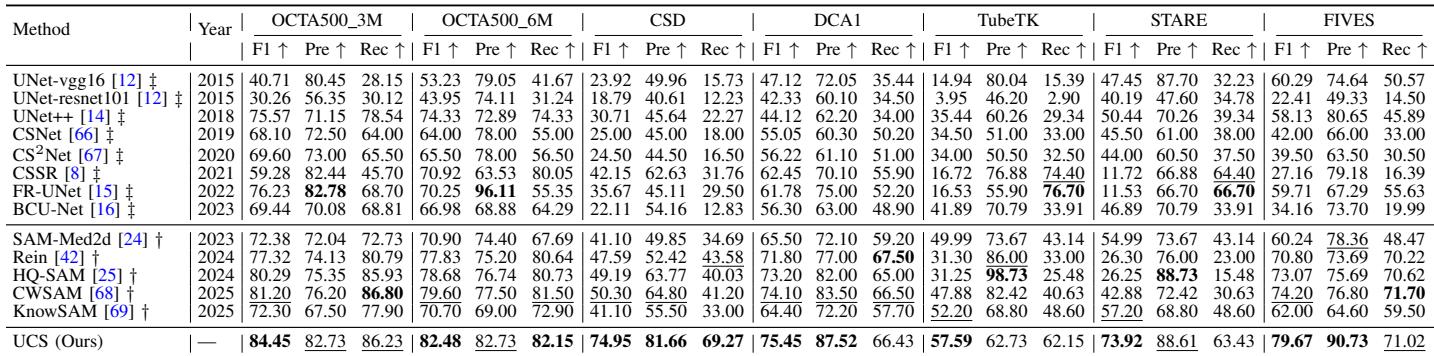 Method Year OCTA500_3M OCTA500_6M CSD DCA1 TubeTK STARE FIVES
F1 ↑ Pre ↑ Rec ↑ F1 ↑ Pre ↑ Rec ↑ F1 ↑ Pre ↑ Rec ↑ F1 ↑ Pre ↑ Rec ↑ F1 ↑ Pre ↑ Rec ↑ F1 ↑ Pre ↑ Rec ↑ F1 ↑ Pre ↑ Rec ↑
UNet-vgg16 [12] ‡ 2015 40.71 80.45 28.15 53.23 79.05 41.67 23.92 49.96 15.73 47.12 72.05 35.44 14.94 80.04 15.39 47.45 87.70 32.23 60.29 74.64 50.57
UNet-resnet101 [12] ‡ 2015 30.26 56.35 30.12 43.95 74.11 31.24 18.79 40.61 12.23 42.33 60.10 34.50 3.95 46.20 2.90 40.19 47.60 34.78 22.41 49.33 14.50
UNet++ [14] ‡ 2018 75.57 71.15 78.54 74.33 72.89 74.33 30.71 45.64 22.27 44.12 62.20 34.00 35.44 60.26 29.34 50.44 70.26 39.34 58.13 80.65 45.89
CSNet [66] ‡ 2019 68.10 72.50 64.00 64.00 78.00 55.00 25.00 45.00 18.00 55.05 60.30 50.20 34.50 51.00 33.00 45.50 61.00 38.00 42.00 66.00 33.00
CS²Net [67] ‡ 2020 69.60 73.00 65.50 65.50 78.00 56.50 24.50 44.50 16.50 56.22 61.10 51.00 34.00 50.50 32.50 44.00 60.50 37.50 39.50 63.50 30.50
CSSR [8] ‡ 2021 59.28 82.44 45.70 70.92 63.53 80.05 42.15 62.63 31.76 62.45 70.10 55.90 16.72 76.88 74.40 11.72 66.88 64.40 27.16 79.18 16.39
FR-UNet [15] ‡ 2022 76.23 82.78 68.70 70.25 96.11 55.35 35.67 45.11 29.50 61.78 75.00 52.20 16.53 55.90 76.70 11.53 66.70 66.70 59.71 67.29 55.63
BCU-Net [16] ‡ 2023 69.44 70.08 68.81 66.98 68.88 64.29 22.11 54.16 12.83 56.30 63.00 48.90 41.89 70.79 33.91 46.89 70.79 33.91 34.16 73.70 19.99
SAM-Med2d [24] † 2023 72.38 72.04 72.73 70.90 74.40 67.69 41.10 49.85 34.69 65.50 72.10 59.20 49.99 73.67 43.14 54.99 73.67 43.14 60.24 78.36 48.47
Rein [42] † 2024 77.32 74.13 80.79 77.83 75.20 80.64 47.59 52.42 43.58 71.80 77.00 67.50 31.30 86.00 33.00 26.30 76.00 23.00 70.80 73.69 70.22
HQ-SAM [25] † 2024 80.29 75.35 85.93 78.68 76.74 80.73 49.19 63.77 40.03 73.20 82.00 65.00 31.25 98.73 25.48 26.25 88.73 15.48 73.07 75.69 70.62
CWSAM [68] † 2025 81.20 76.20 86.80 79.60 77.50 81.50 50.30 64.80 41.20 74.10 83.50 66.50 47.88 82.42 40.63 42.88 72.42 30.63 74.20 76.80 71.70
KnowSAM [69] † 2025 72.30 67.50 77.90 70.70 69.00 72.90 41.10 55.50 33.00 64.40 72.20 57.70 52.20 68.80 48.60 57.20 68.80 48.60 62.00 64.60 59.50
UCS (Ours) — 84.45 82.73 86.23 82.48 82.73 82.15 74.95 81.66 69.27 75.45 87.52 66.43 57.59 62.73 62.15 73.92 88.61 63.43 79.67 90.73 71.02